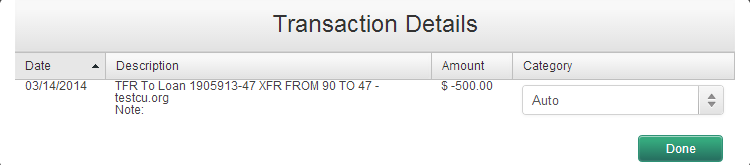 Transaction Details
Date Description Amount Category
03/14/2014 TFR To Loan 1905913-47 XFR FROM 90 TO 47 - $ -500.00
testcu.org
Note:
Auto
Done